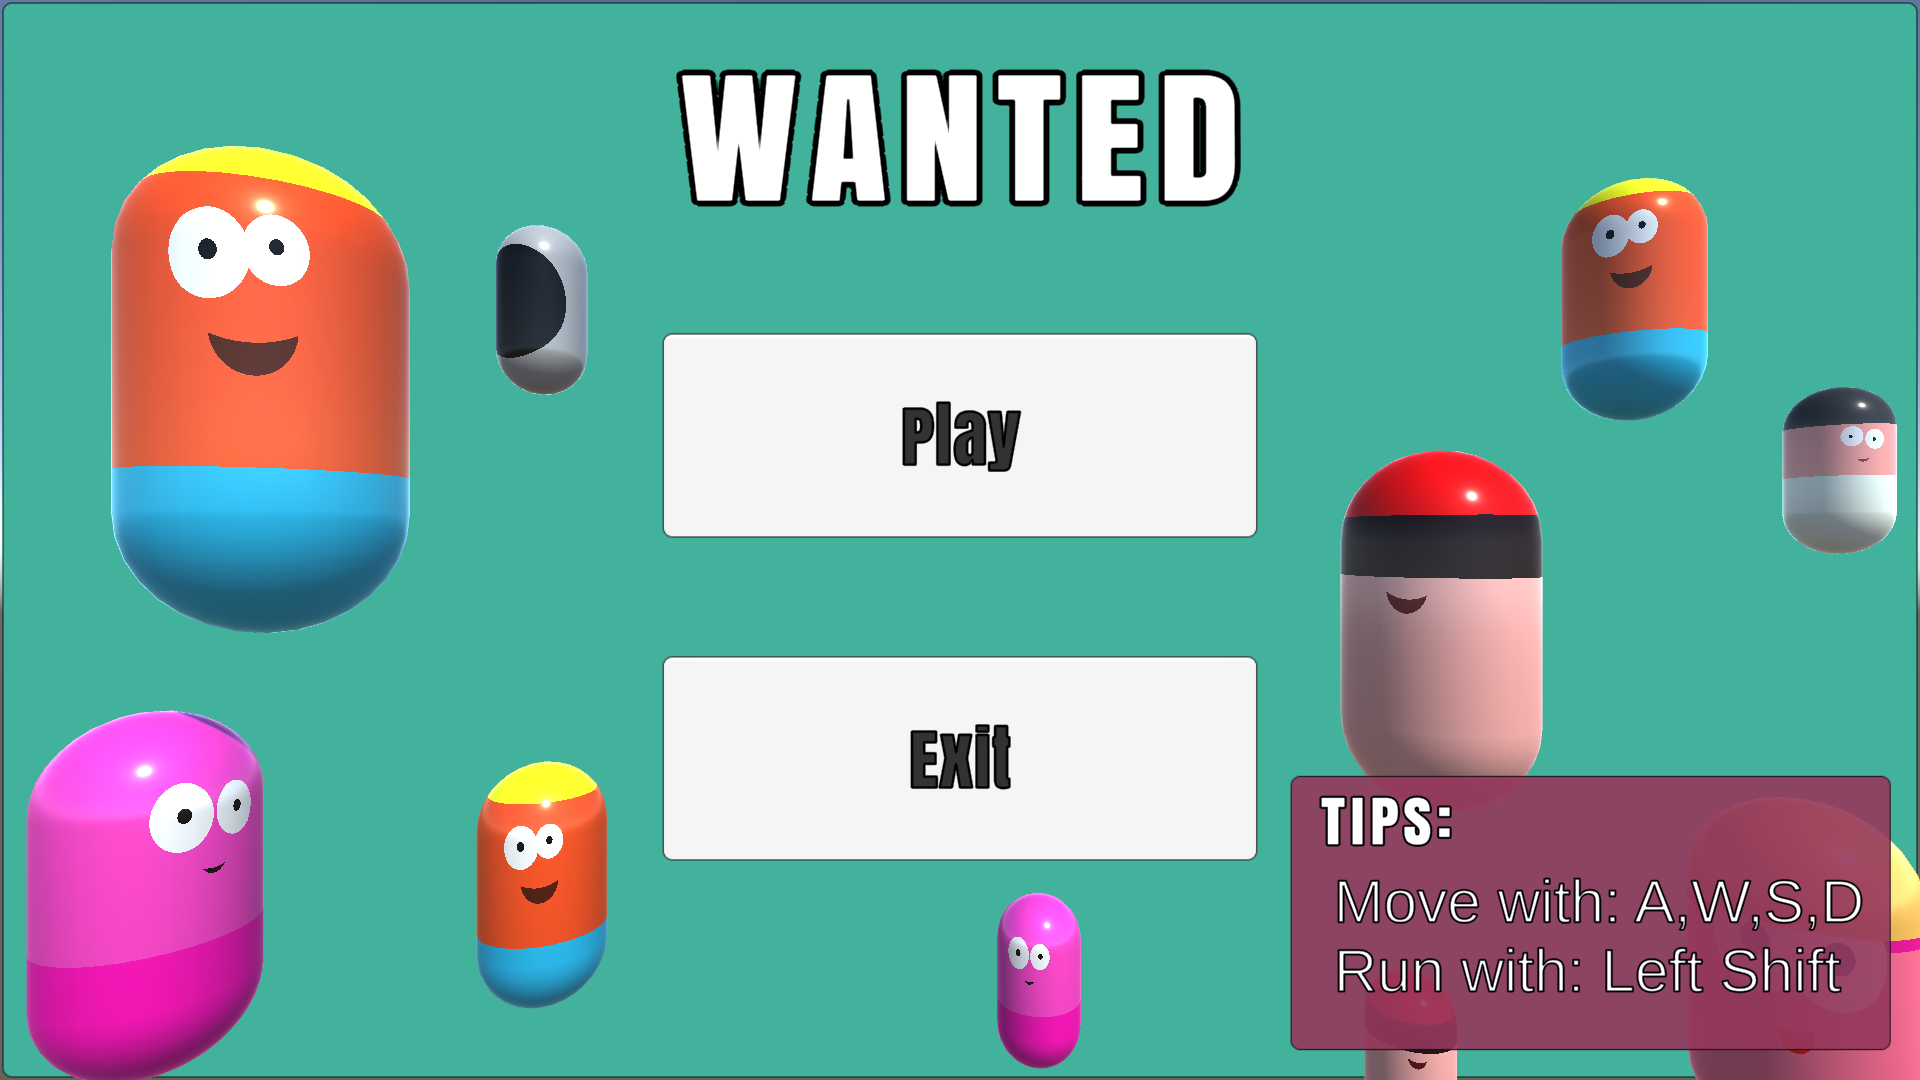 WANTED
Play
Exit
TIPS:
Move with: A,W,S,D
Run with: Left Shift